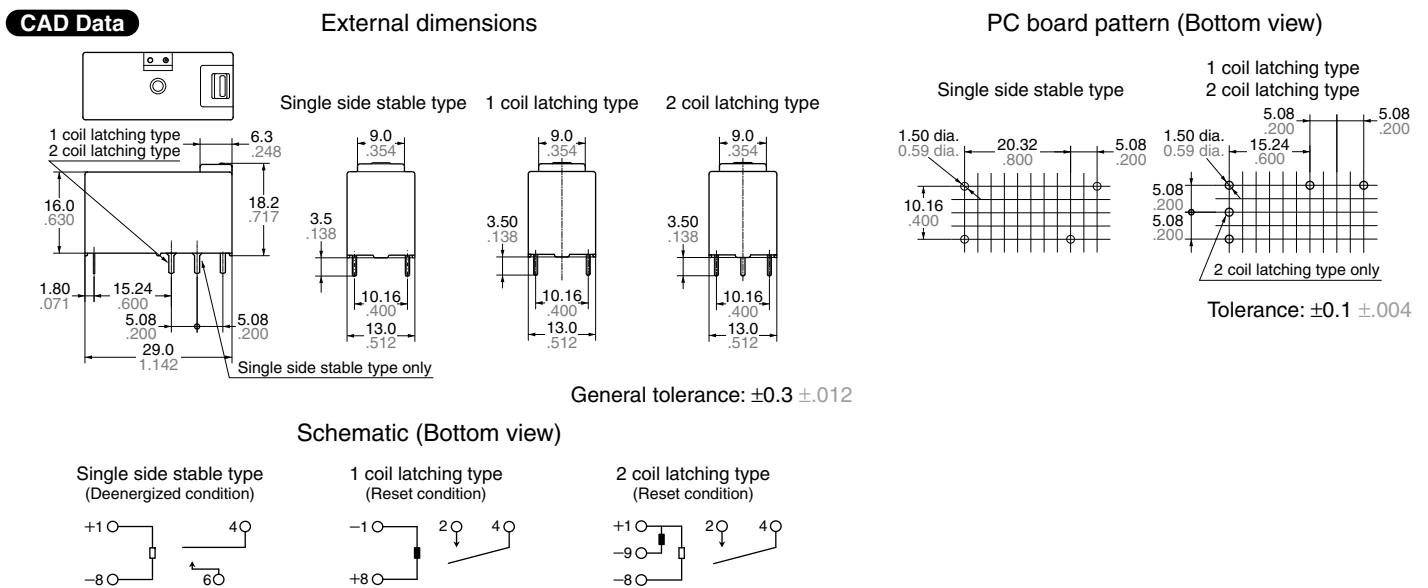 CAD Data
External dimensions
PC board pattern (Bottom view)
1 coil latching type
2 coil latching type
6.3
.248
16.0
.630
18.2
.717
1.80
.071
15.24
.600
5.08
.200
5.08
.200
29.0
1.142
Single side stable type only
Single side stable type
9.0
.354
3.5
.138
10.16
.400
13.0
.512
1 coil latching type
9.0
.354
3.50
.138
10.16
.400
13.0
.512
2 coil latching type
9.0
.354
3.50
.138
10.16
.400
13.0
.512
General tolerance: ±0.3 ±.012
Single side stable type
1.50 dia.
0.59 dia.
20.32
.800
5.08
.200
10.16
.400
1 coil latching type
2 coil latching type
5.08
.200
5.08
.200
1.50 dia.
0.59 dia.
15.24
.600
5.08
.200
5.08
.200
2 coil latching type only
Tolerance: ±0.1 ±.004
Schematic (Bottom view)
Single side stable type
(Deenergized condition)
+1
4
−8
6
1 coil latching type
(Reset condition)
−1
2
4
+8
2 coil latching type
(Reset condition)
+1
2
4
−9
−8